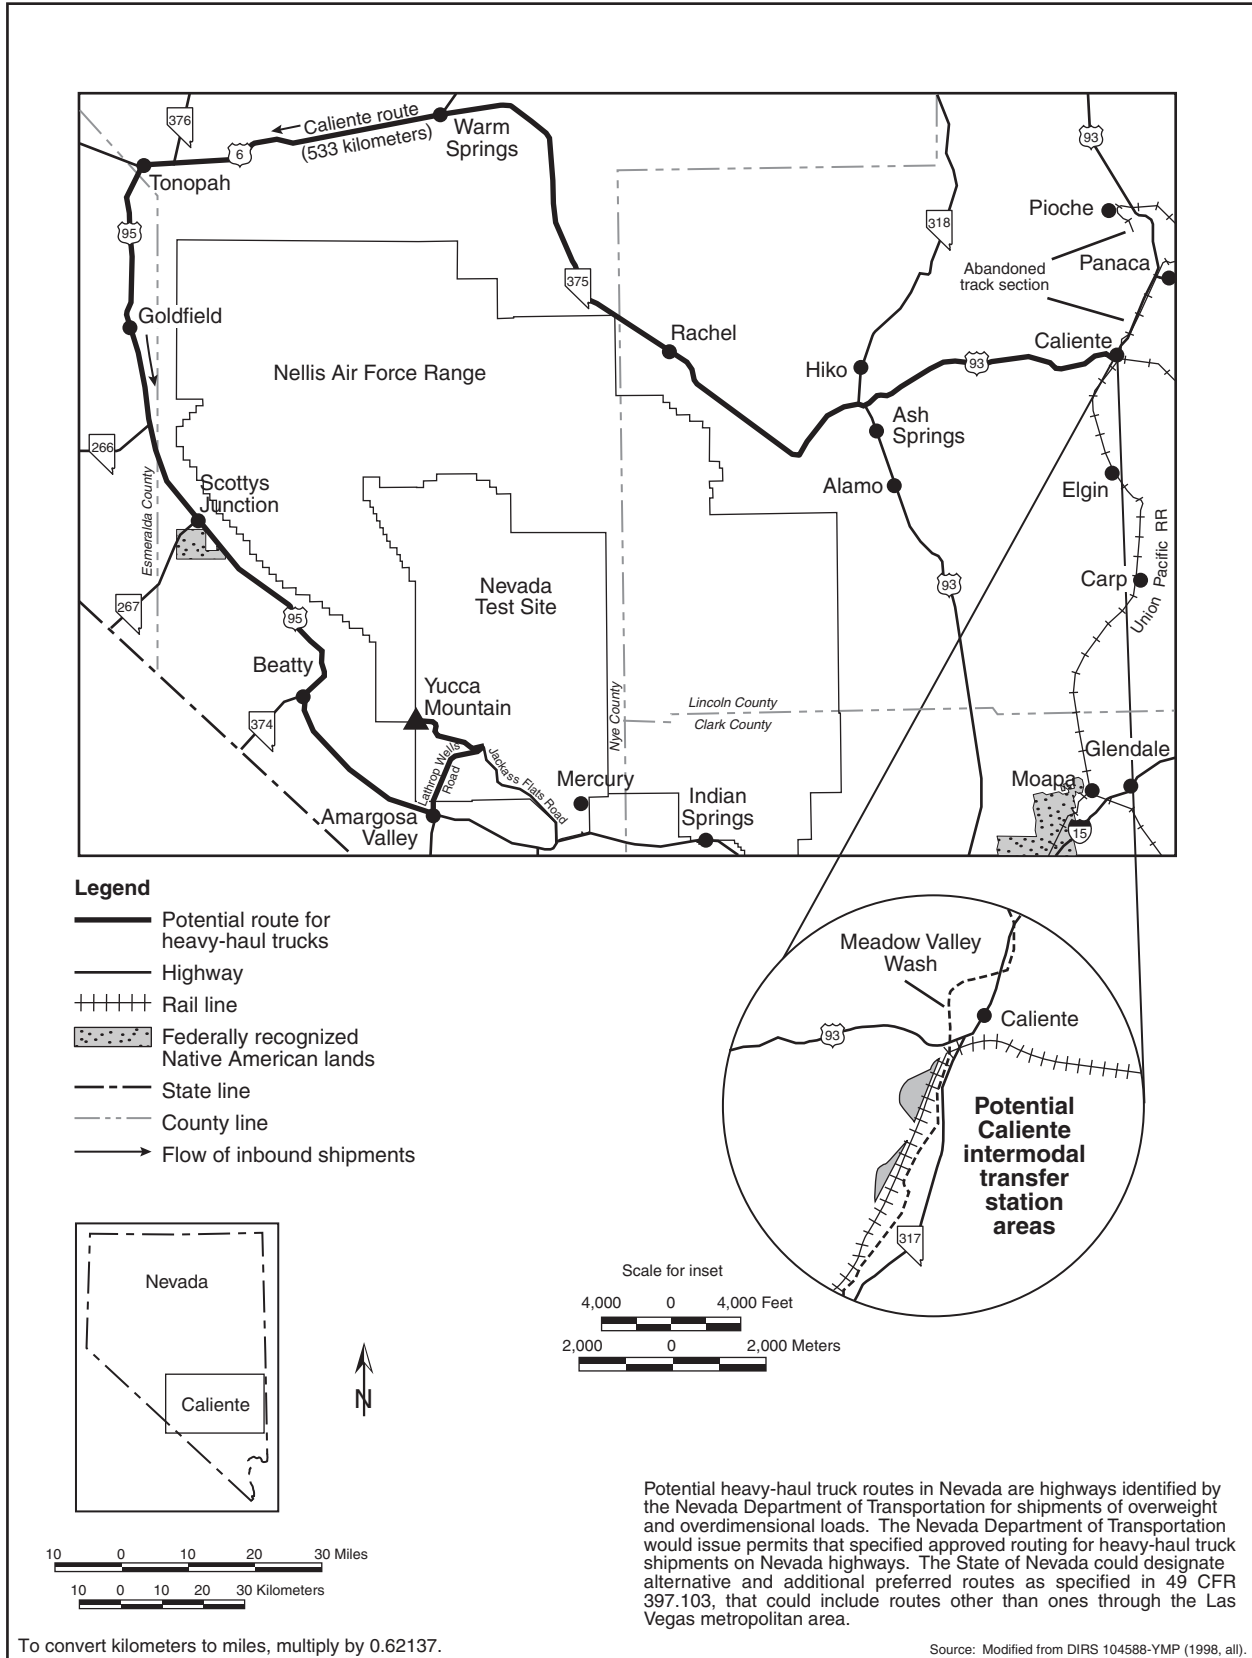 376
Caliente route
(533 kilometers)
Warm
Springs
93
6
Tonopah
Pioche
318
95
Abandoned
track section
Panaca
375
Goldfield
Rachel
Caliente
Nellis Air Force Range
Hiko
93
Ash
Springs
266
Scottys
Junction
Alamo
Elgin
Esmeralda County
Union Pacific RR
Nevada
Test Site
93
Carp
267
95
Beatty
Yucca
Mountain
Nye County
Lincoln County
Clark County
374
Lathrop Wells
Road
Jackass Flats Road
Glendale
Mercury
Moapa
Indian
Springs
Amargosa
Valley
15
Legend
Potential route for
heavy-haul trucks
Highway
Rail line
Federally recognized
Native American lands
State line
County line
Flow of inbound shipments
Meadow Valley
Wash
Caliente
93
Potential
Caliente
intermodal
transfer
station
areas
317
Nevada
Caliente
N
Scale for inset
4,000 0 4,000 Feet
2,000 0 2,000 Meters
10 0 10 20 30 Miles
10 0 10 20 30 Kilometers
To convert kilometers to miles, multiply by 0.62137.
Potential heavy-haul truck routes in Nevada are highways identified by
the Nevada Department of Transportation for shipments of overweight
and overdimensional loads. The Nevada Department of Transportation
would issue permits that specified approved routing for heavy-haul truck
shipments on Nevada highways. The State of Nevada could designate
alternative and additional preferred routes as specified in 49 CFR
397.103, that could include routes other than ones through the Las
Vegas metropolitan area.
Source: Modified from DIRS 104588-YMP (1998, all).